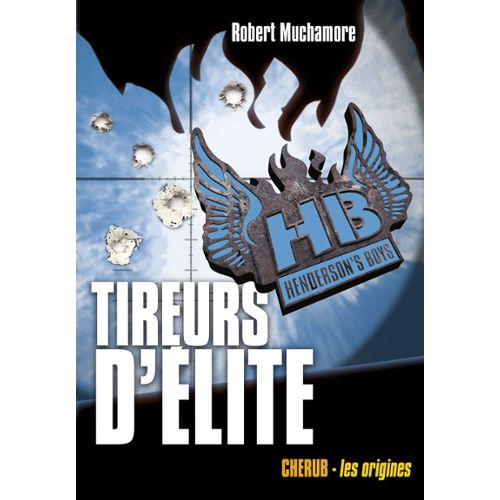 Robert Muchamore
HB
HENDERSON'S BOYS
TIREURS
D'ÉLITE
CHERUB - les origines